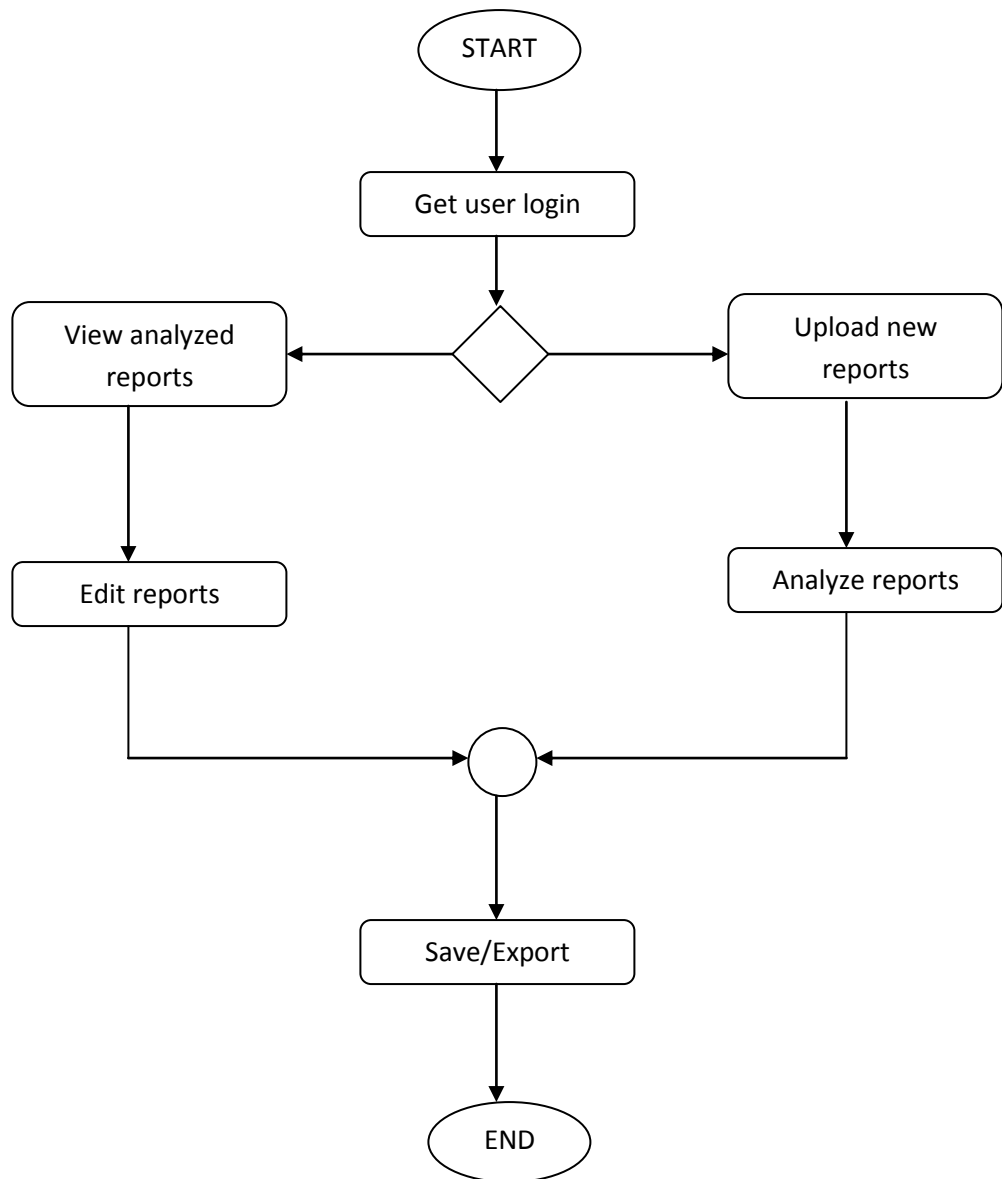 START
Get user login
View analyzed
reports
Upload new
reports
Edit reports
Analyze reports
Save/Export
END